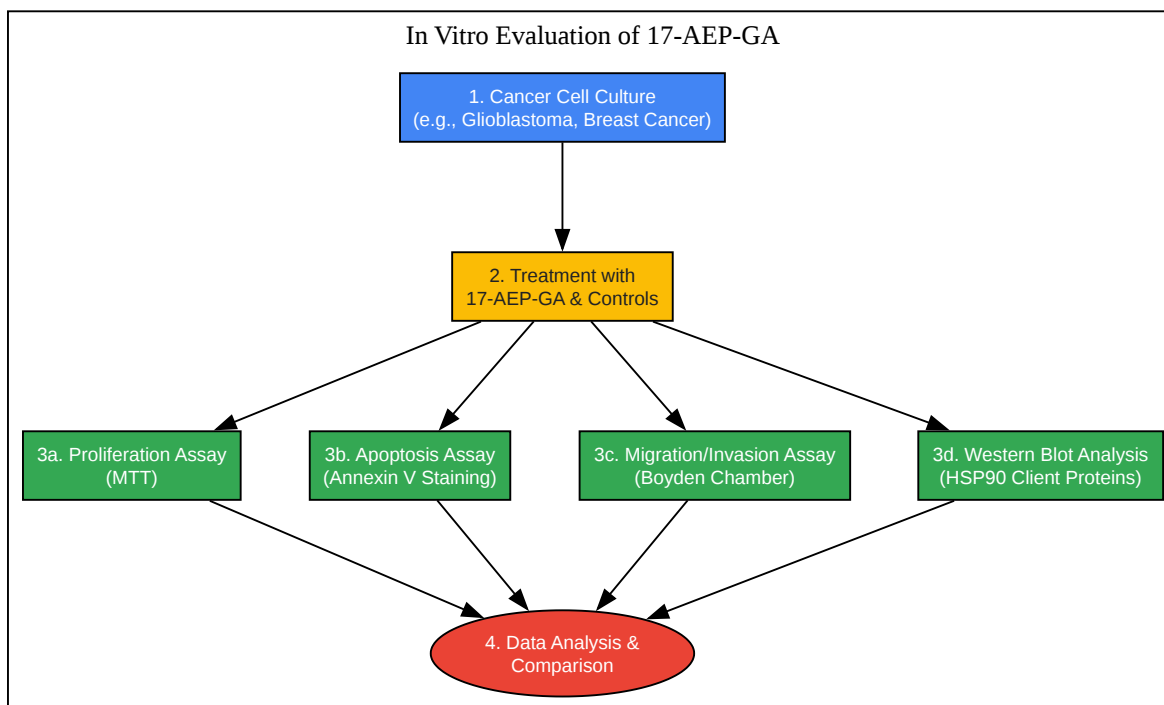 In Vitro Evaluation of 17-AEP-GA
1. Cancer Cell Culture
(e.g., Glioblastoma, Breast Cancer)
2. Treatment with
17-AEP-GA & Controls
3a. Proliferation Assay
(MTT)
3b. Apoptosis Assay
(Annexin V Staining)
3c. Migration/Invasion Assay
(Boyden Chamber)
3d. Western Blot Analysis
(HSP90 Client Proteins)
4. Data Analysis &
Comparison